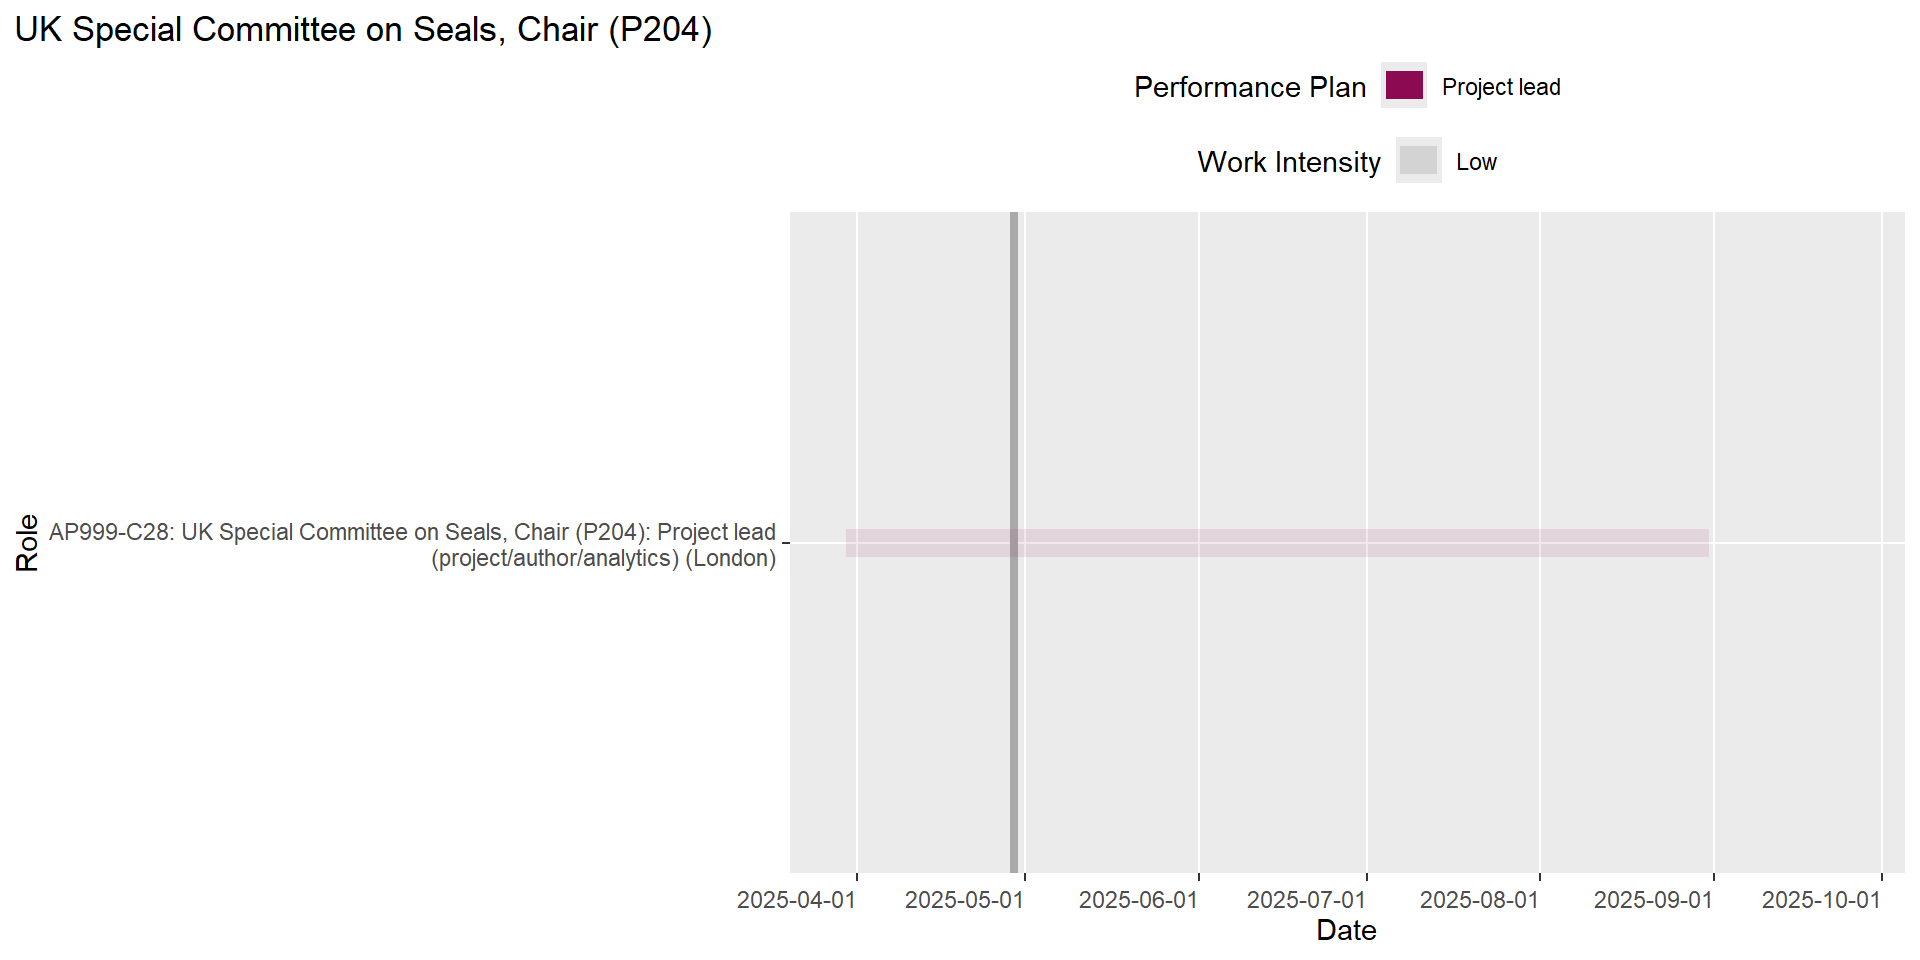 UK Special Committee on Seals, Chair (P204)
Performance Plan
Project lead
Work Intensity
Low
Role
AP999-C28: UK Special Committee on Seals, Chair (P204): Project lead
(project/author/analytics) (London)
2025-04-01
2025-05-01
2025-06-01
2025-07-01
2025-08-01
2025-09-01
2025-10-01
Date